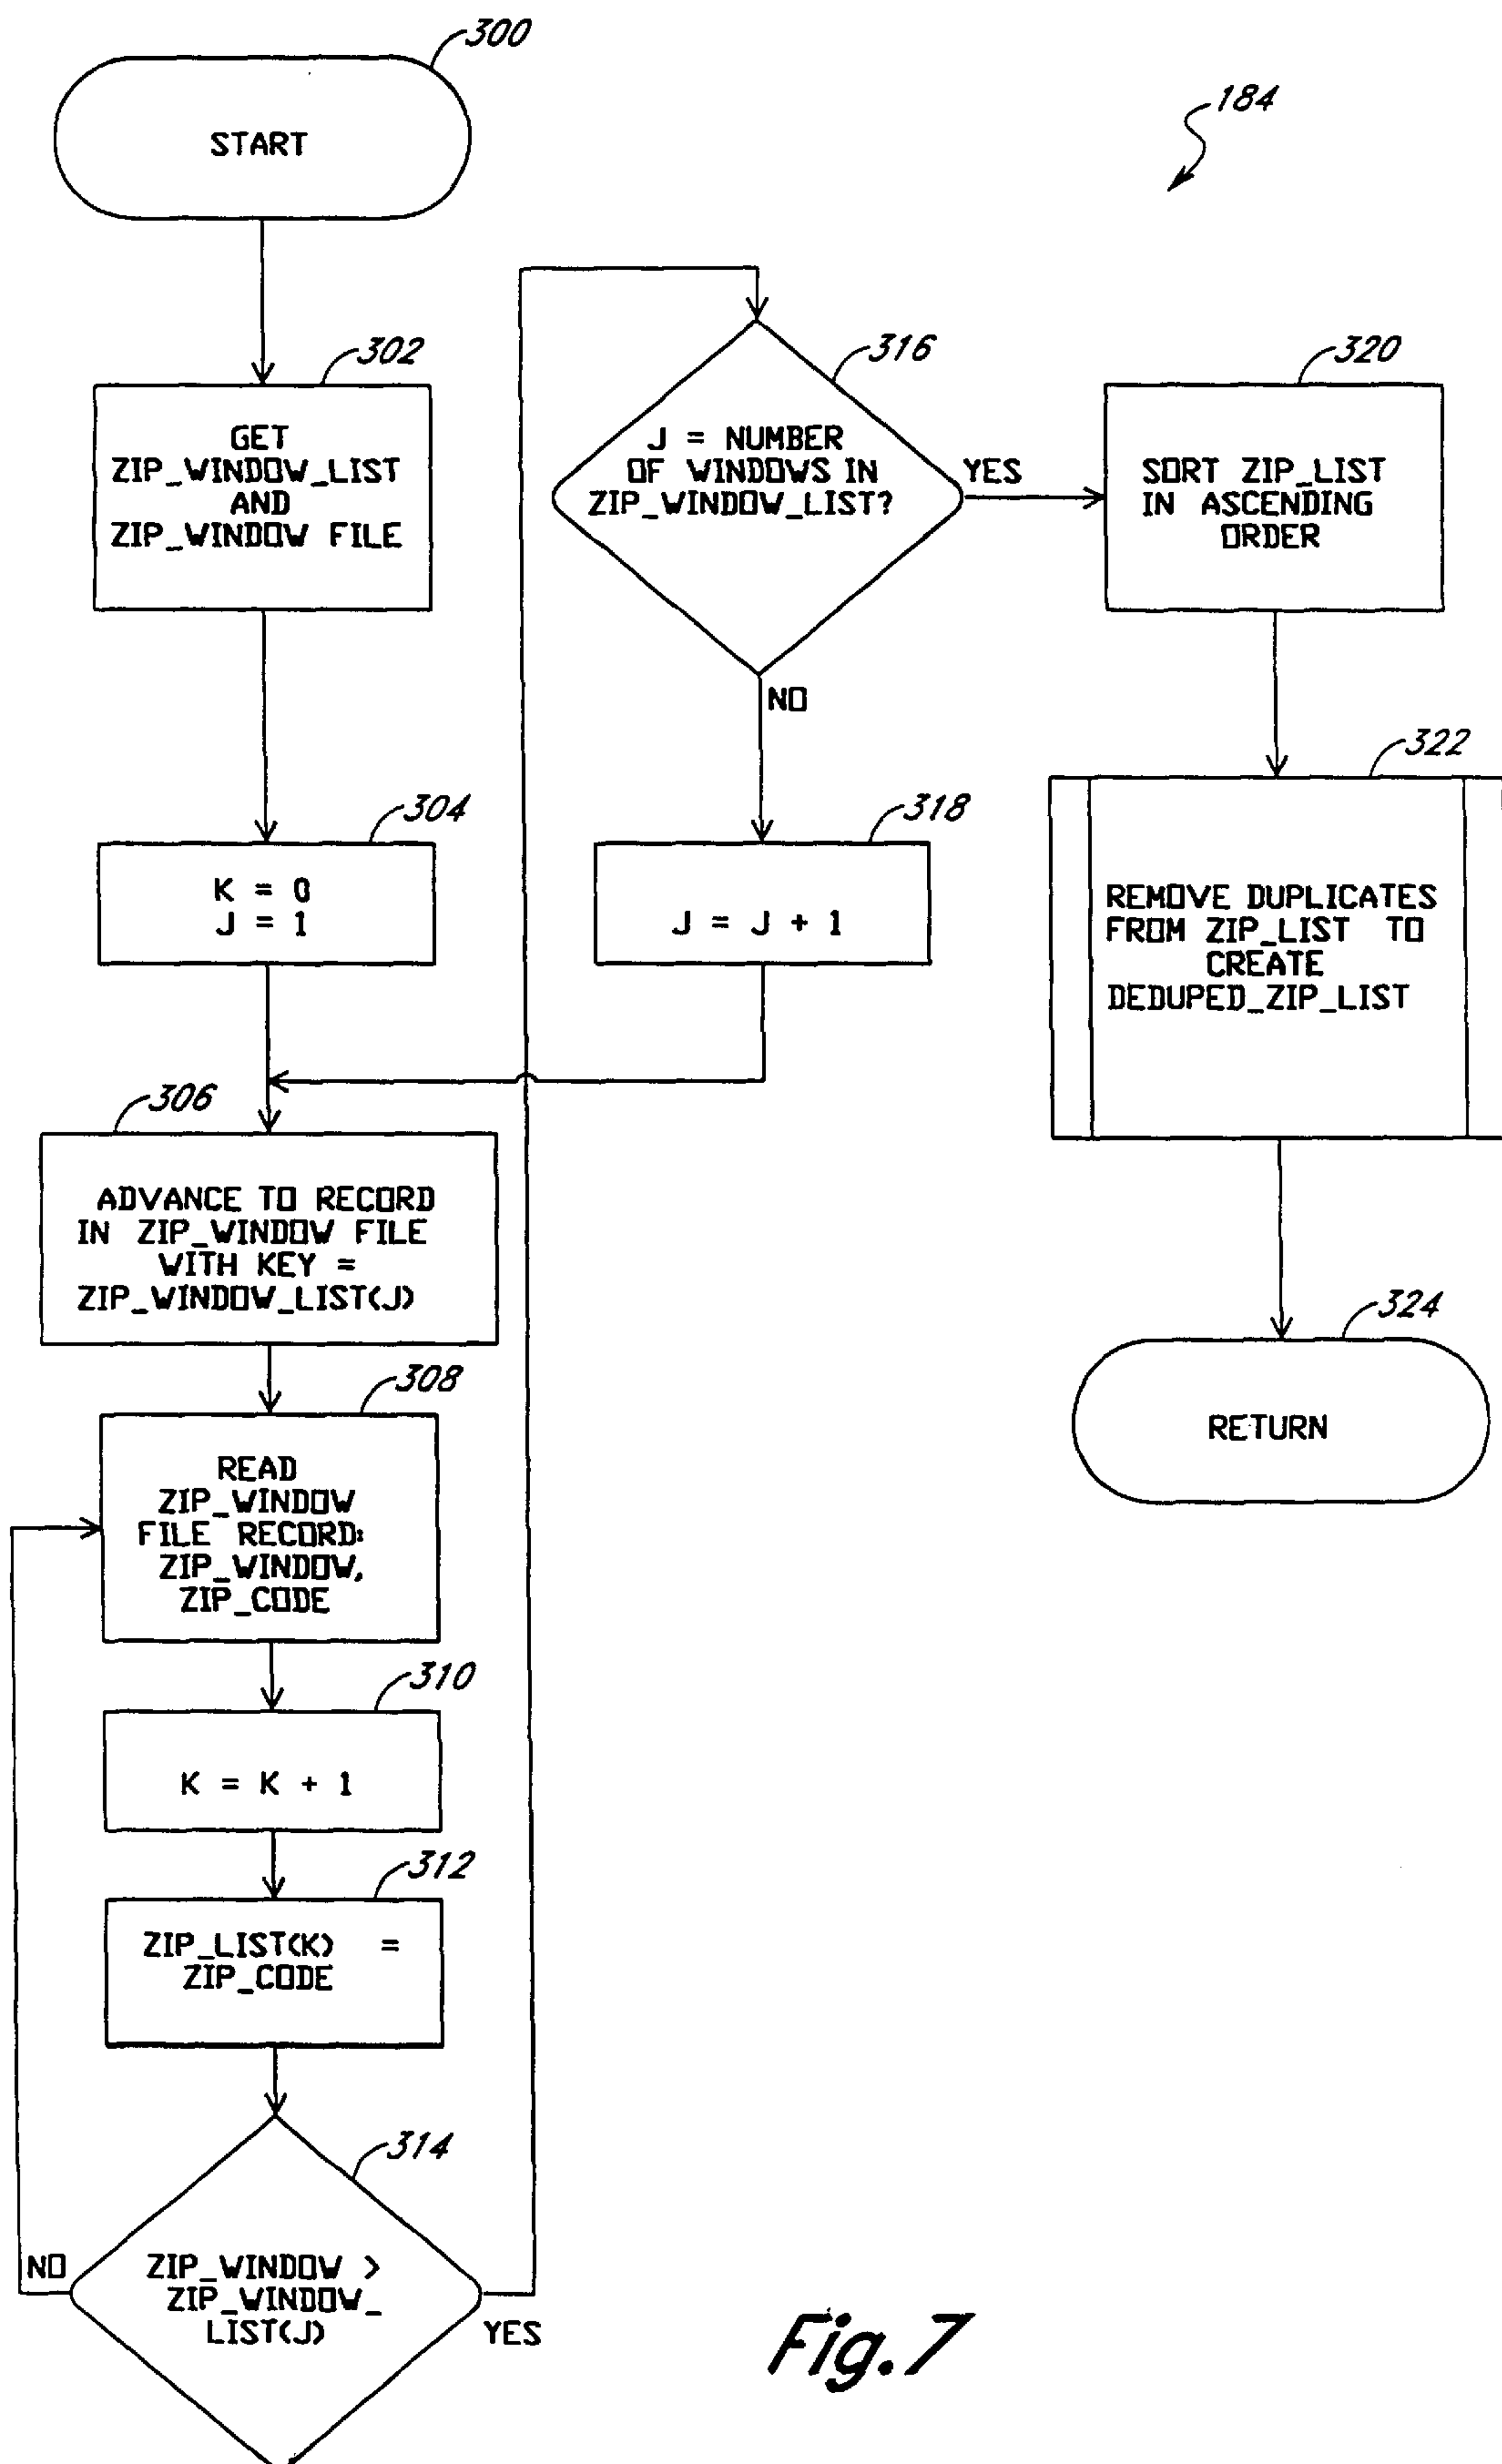 300
START
184
302
GET
ZIP_WINDOW_LIST
AND
ZIP_WINDOW FILE
304
K = 0
J = 1
306
ADVANCE TO RECORD
IN ZIP_WINDOW FILE
WITH KEY =
ZIP_WINDOW_LIST(J)
308
READ
ZIP_WINDOW
FILE RECORD:
ZIP_WINDOW,
ZIP_CODE
310
K = K + 1
312
ZIP_LIST(K) =
ZIP_CODE
314
ZIP_WINDOW >
ZIP_WINDOW_
LIST(J)
NO
YES
316
J = NUMBER
OF WINDOWS IN
ZIP_WINDOW_LIST?
YES
NO
318
J = J + 1
320
SORT ZIP_LIST
IN ASCENDING
ORDER
322
REMOVE DUPLICATES
FROM ZIP_LIST TO
CREATE
DEDUPED_ZIP_LIST
324
RETURN
Fig.7